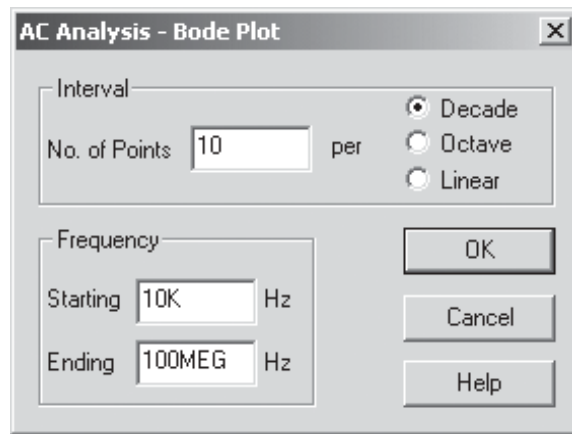 AC Analysis - Bode Plot
Interval
No. of Points 10 per
Decade
Octave
Linear
Frequency
Starting 10K Hz
Ending 100MEG Hz
OK
Cancel
Help